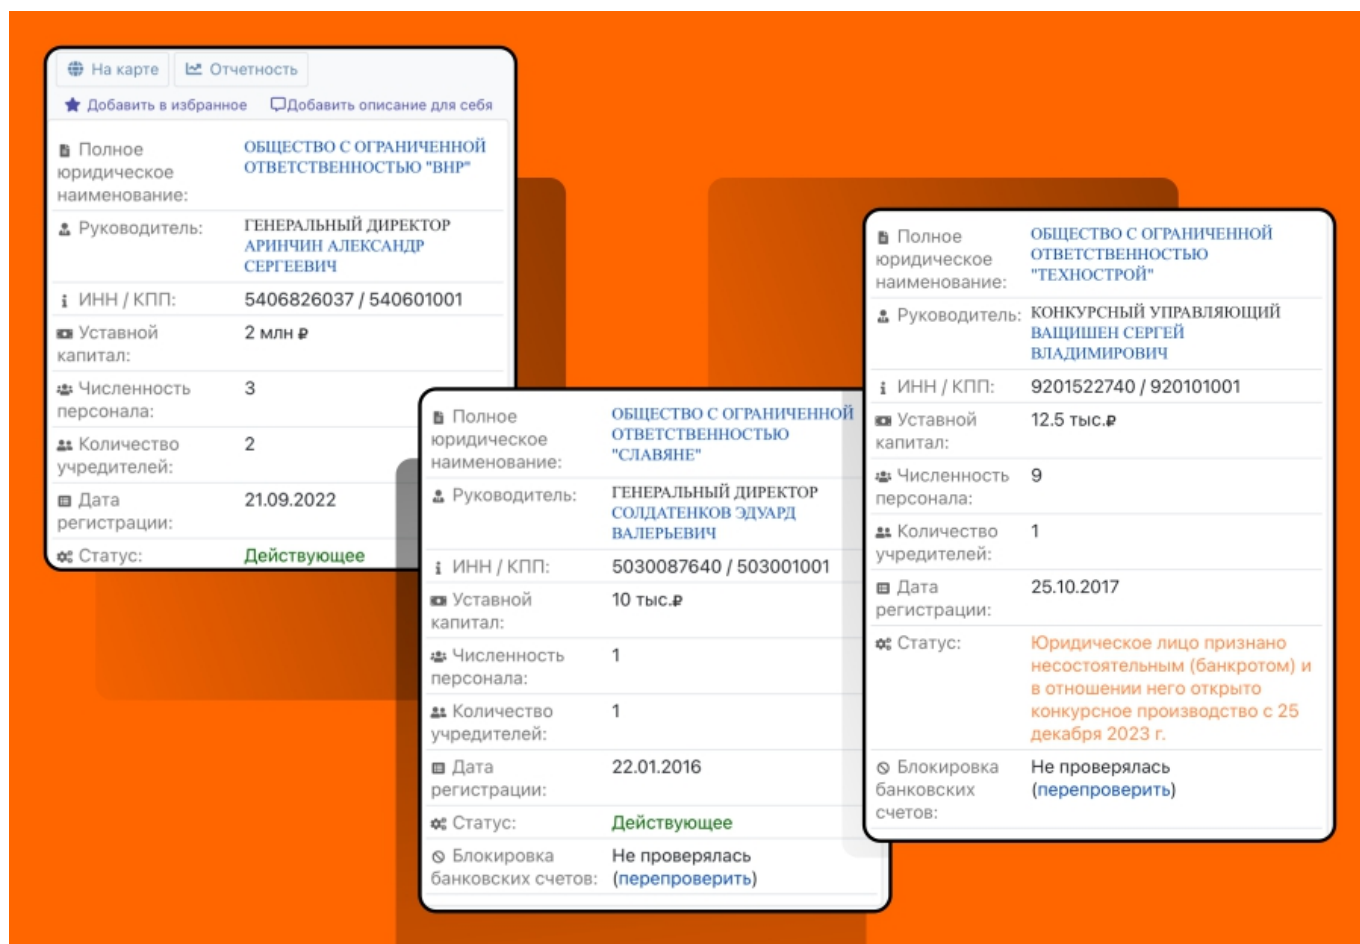 На карте
Отчетность
Добавить в избранное
Добавить описание для себя
Полное
юридическое
наименование:
ОБЩЕСТВО С ОГРАНИЧЕННОЙ
ОТВЕТСТВЕННОСТЬЮ "ВНР"
Руководитель:
ГЕНЕРАЛЬНЫЙ ДИРЕКТОР
АРИНЧИН АЛЕКСАНДР
СЕРГЕЕВИЧ
ИНН / КПП:
5406826037 / 540601001
Уставной
капитал:
2 млн ₽
Численность
персонала:
3
Количество
учредителей:
2
Дата
регистрации:
21.09.2022
Статус:
Действующее
Полное
юридическое
наименование:
ОБЩЕСТВО С ОГРАНИЧЕННОЙ
ОТВЕТСТВЕННОСТЬЮ
"СЛАВЯНЕ"
Руководитель:
ГЕНЕРАЛЬНЫЙ ДИРЕКТОР
СОЛДАТЕНКОВ ЭДУАРД
ВАЛЕРЬЕВИЧ
ИНН / КПП:
5030087640 / 503001001
Уставной
капитал:
10 тыс.₽
Численность
персонала:
1
Количество
учредителей:
1
Дата
регистрации:
22.01.2016
Статус:
Действующее
Блокировка
банковских счетов:
Не проверялась
(перепроверить)
Полное
юридическое
наименование:
ОБЩЕСТВО С ОГРАНИЧЕННОЙ
ОТВЕТСТВЕННОСТЬЮ
"ТЕХНОСТРОЙ"
Руководитель:
КОНКУРСНЫЙ УПРАВЛЯЮЩИЙ
ВАЩИШЕН СЕРГЕЙ
ВЛАДИМИРОВИЧ
ИНН / КПП:
9201522740 / 920101001
Уставной
капитал:
12.5 тыс.₽
Численность
персонала:
9
Количество
учредителей:
1
Дата
регистрации:
25.10.2017
Статус:
Юридическое лицо признано
несостоятельным (банкротом) и
в отношении него открыто
конкурсное производство с 25
декабря 2023 г.
Блокировка
банковских
счетов:
Не проверялась
(перепроверить)